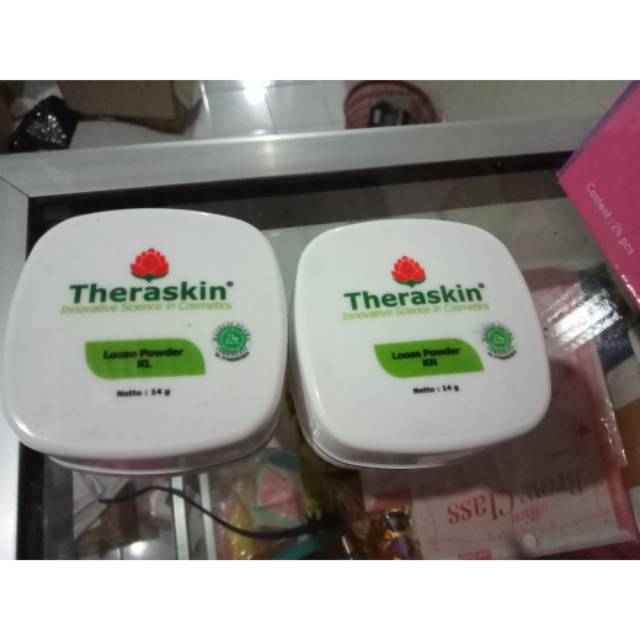 Theraskin®
Innovative Science in Cosmetics
Loose Powder
KL
Netto : 14 g
Theraskin®
Innovative Science in Cosmetics
Loose Powder
KN
Netto : 14 g
Content : 24 pcs
Brow Class